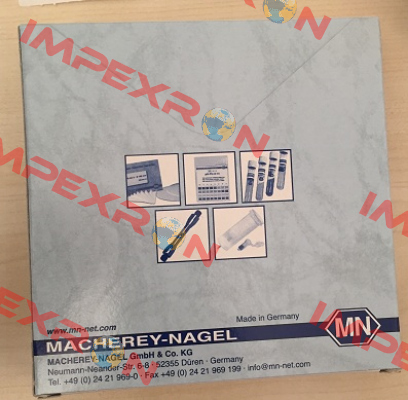 IMPEXRON
IMPEXRON
IMPEXRON
Made in Germany
www.mn-net.com
MACHEREY-NAGEL
MN
MACHEREY-NAGEL GmbH & Co. KG
Neumann-Neander-Str. 6-8 · 52355 Düren · Germany
Tel. +49 (0) 24 21 969-0 · Fax +49 (0) 24 21 969 199 · info@mn-net.com